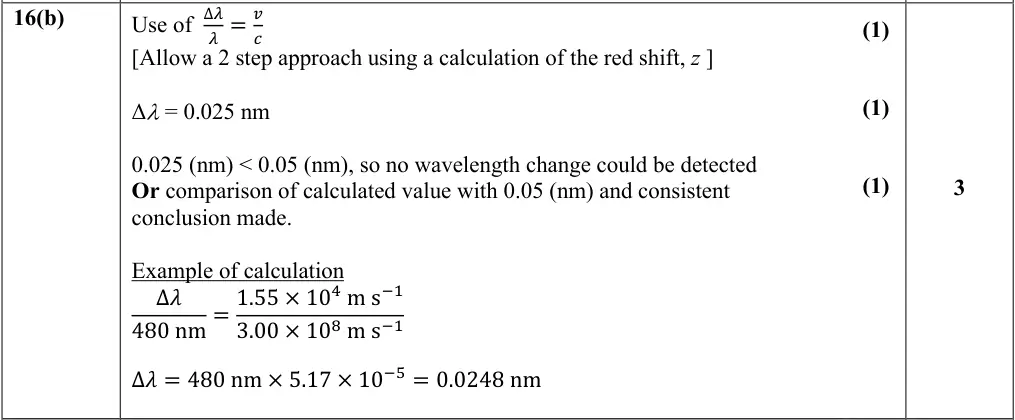 16(b)
Use of Δλ/λ = v/c (1)
[Allow a 2 step approach using a calculation of the red shift, z ]
Δλ = 0.025 nm (1)
0.025 (nm) < 0.05 (nm), so no wavelength change could be detected
Or comparison of calculated value with 0.05 (nm) and consistent (1) 3
conclusion made.
Example of calculation
Δλ/480 nm = 1.55 × 10⁴ m s⁻¹/3.00 × 10⁸ m s⁻¹
Δλ = 480 nm × 5.17 × 10⁻⁵ = 0.0248 nm